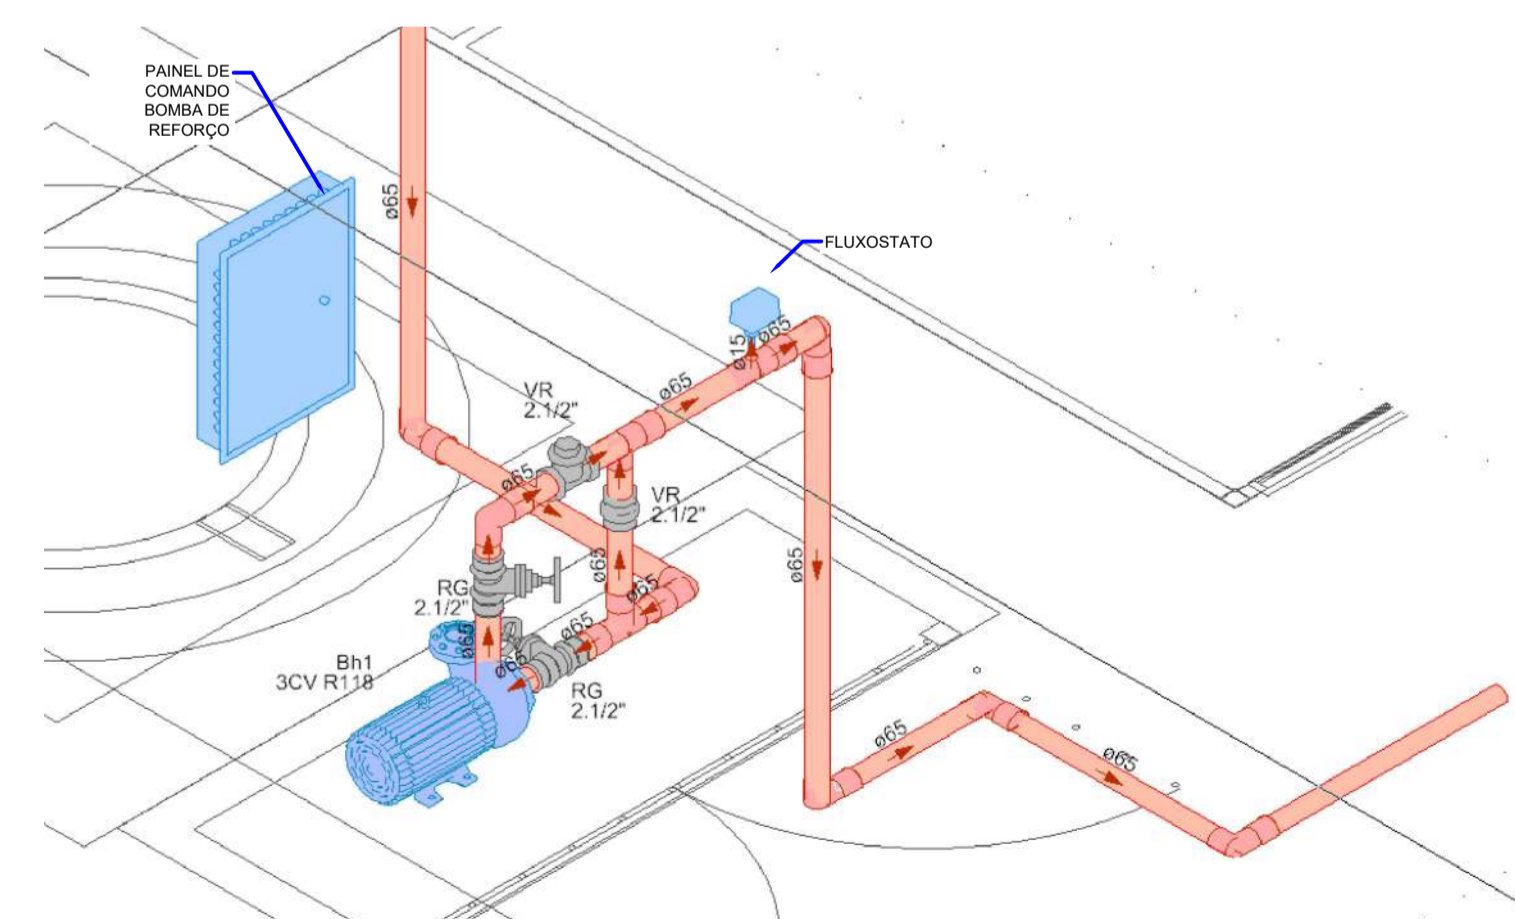 PAINEL DE
COMANDO
BOMBA DE
REFORÇO
ø65
FLUXOSTATO
ø65
ø15
ø65
VR
2.1/2"
ø65
VR
2.1/2"
ø65
ø65
RG
2.1/2"
ø65
ø65
ø65
ø65
Bh1
3CV R118
RG
2.1/2"
ø65
ø65